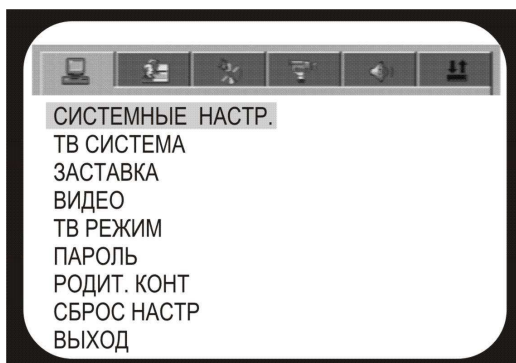 СИСТЕМНЫЕ НАСТР.
ТВ СИСТЕМА
ЗАСТАВКА
ВИДЕО
ТВ РЕЖИМ
ПАРОЛЬ
РОДИТ. КОНТ
СБРОС НАСТР
ВЫХОД